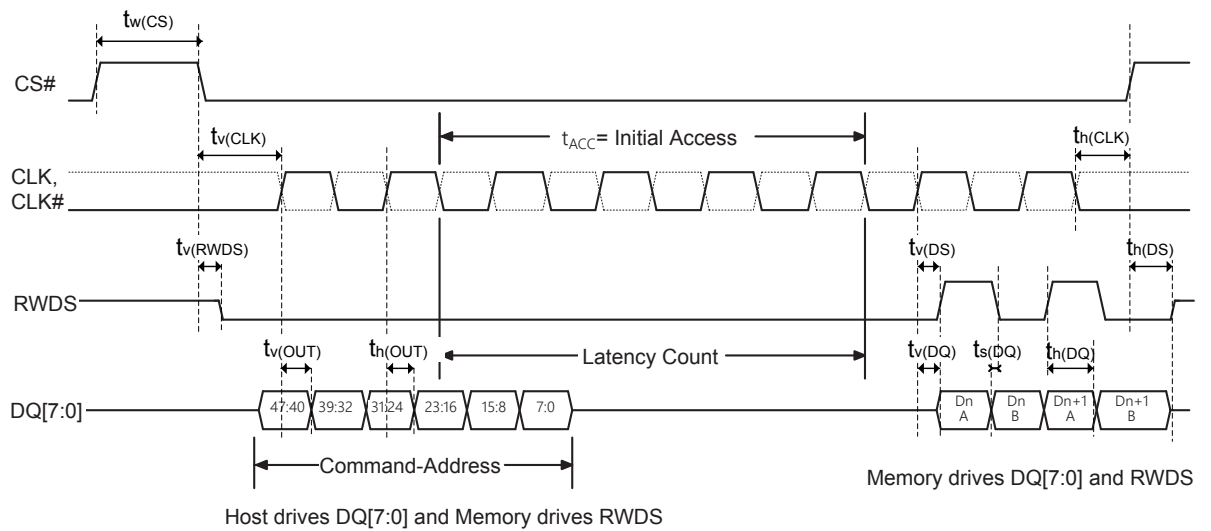 tw(CS)
CS#
tv(CLK)
tACC= Initial Access
th(CLK)
CLK,
CLK#
tv(RWDS)
tv(DS)
th(DS)
RWDS
tv(OUT)
th(OUT)
Latency Count
tv(DQ)
ts(DQ)
th(DQ)
DQ[7:0]
47:40
39:32
31:24
23:16
15:8
7:0
Dn
A
Dn
B
Dn+1
A
Dn+1
B
Command-Address
Memory drives DQ[7:0] and RWDS
Host drives DQ[7:0] and Memory drives RWDS